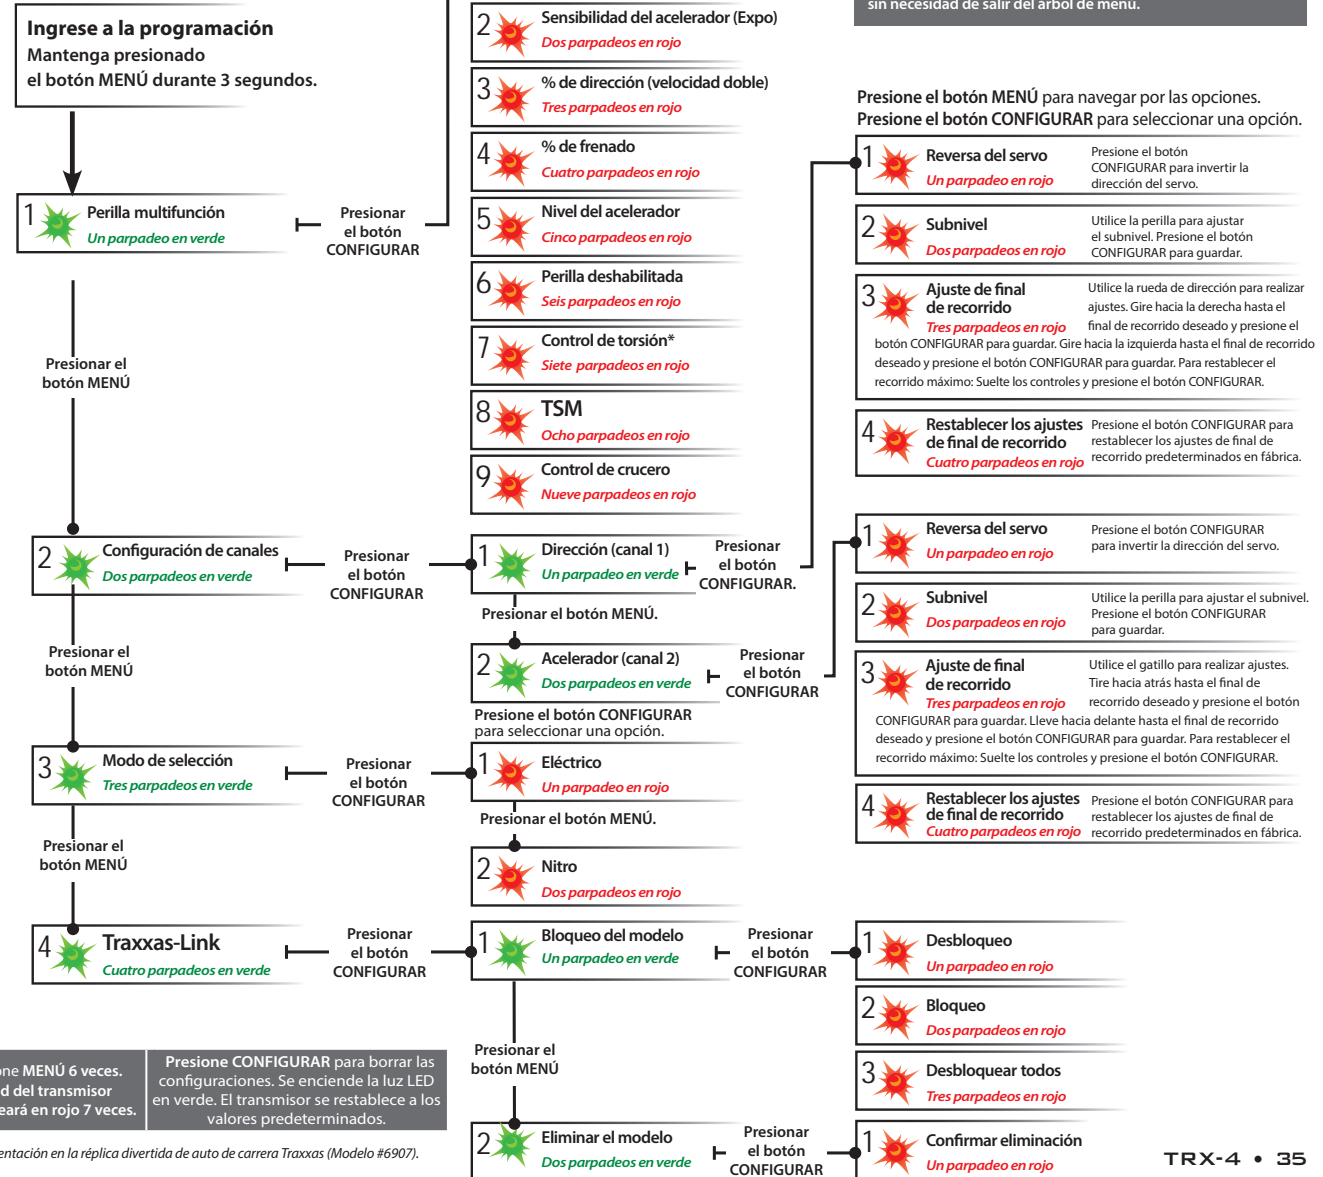 sin necesidad de salir del árbol de menú.
Ingrese a la programación
Mantenga presionado
el botón MENÚ durante 3 segundos.
1
Perilla multifunción
Un parpadeo en verde
Presionar
el botón
CONFIGURAR
2
Sensibilidad del acelerador (Expo)
Dos parpadeos en rojo
3
% de dirección (velocidad doble)
Tres parpadeos en rojo
4
% de frenado
Cuatro parpadeos en rojo
5
Nivel del acelerador
Cinco parpadeos en rojo
6
Perilla deshabilitada
Seis parpadeos en rojo
7
Control de torsión*
Siete parpadeos en rojo
8
TSM
Ocho parpadeos en rojo
9
Control de crucero
Nueve parpadeos en rojo
Presione el botón MENÚ para navegar por las opciones.
Presione el botón CONFIGURAR para seleccionar una opción.
1
Reversa del servo
Un parpadeo en rojo
Presione el botón
CONFIGURAR para invertir la
dirección del servo.
2
Subnivel
Dos parpadeos en rojo
Utilice la perilla para ajustar
el subnivel. Presione el botón
CONFIGURAR para guardar.
3
Ajuste de final
de recorrido
Tres parpadeos en rojo
Utilice la rueda de dirección para realizar
ajustes. Gire hacia la derecha hasta el
final de recorrido deseado y presione el
botón CONFIGURAR para guardar. Gire hacia la izquierda hasta el final de recorrido
deseado y presione el botón CONFIGURAR para guardar. Para restablecer el
recorrido máximo: Suelte los controles y presione el botón CONFIGURAR.
4
Restablecer los ajustes
de final de recorrido
Cuatro parpadeos en rojo
Presione el botón CONFIGURAR para
restablecer los ajustes de final de
recorrido predeterminados en fábrica.
Presionar el
botón MENÚ
2
Configuración de canales
Dos parpadeos en verde
Presionar
el botón
CONFIGURAR
1
Dirección (canal 1)
Un parpadeo en verde
Presionar
el botón
CONFIGURAR.
Presionar el botón MENÚ.
2
Acelerador (canal 2)
Dos parpadeos en verde
Presionar
el botón
CONFIGURAR
1
Reversa del servo
Un parpadeo en rojo
Presione el botón CONFIGURAR
para invertir la dirección del servo.
2
Subnivel
Dos parpadeos en rojo
Utilice la perilla para ajustar el subnivel.
Presione el botón CONFIGURAR
para guardar.
3
Ajuste de final
de recorrido
Tres parpadeos en rojo
Utilice el gatillo para realizar ajustes.
Tire hacia atrás hasta el final de
recorrido deseado y presione el botón
CONFIGURAR para guardar. Lleve hacia delante hasta el final de recorrido
deseado y presione el botón CONFIGURAR para guardar. Para restablecer el
recorrido máximo: Suelte los controles y presione el botón CONFIGURAR.
4
Restablecer los ajustes
de final de recorrido
Cuatro parpadeos en rojo
Presione el botón CONFIGURAR para
restablecer los ajustes de final de
recorrido predeterminados en fábrica.
Presionar el
botón MENÚ
3
Modo de selección
Tres parpadeos en verde
Presionar
el botón
CONFIGURAR
Presione el botón CONFIGURAR
para seleccionar una opción.
1
Eléctrico
Un parpadeo en rojo
Presionar el botón MENÚ.
2
Nitro
Dos parpadeos en rojo
Presionar el
botón MENÚ
4
Traxxas-Link
Cuatro parpadeos en verde
Presionar
el botón
CONFIGURAR
1
Bloqueo del modelo
Un parpadeo en verde
Presionar
el botón
CONFIGURAR
1
Desbloqueo
Un parpadeo en rojo
2
Bloqueo
Dos parpadeos en rojo
3
Desbloquear todos
Tres parpadeos en rojo
Presionar el
botón MENÚ
2
Eliminar el modelo
Dos parpadeos en verde
Presionar
el botón
CONFIGURAR
1
Confirmar eliminación
Un parpadeo en rojo
one MENÚ 6 veces.
d del transmisor
eará en rojo 7 veces.
Presione CONFIGURAR para borrar las
configuraciones. Se enciende la luz LED
en verde. El transmisor se restablece a los
valores predeterminados.
entación en la réplica divertida de auto de carrera Traxxas (Modelo #6907).
TRX-4 • 35